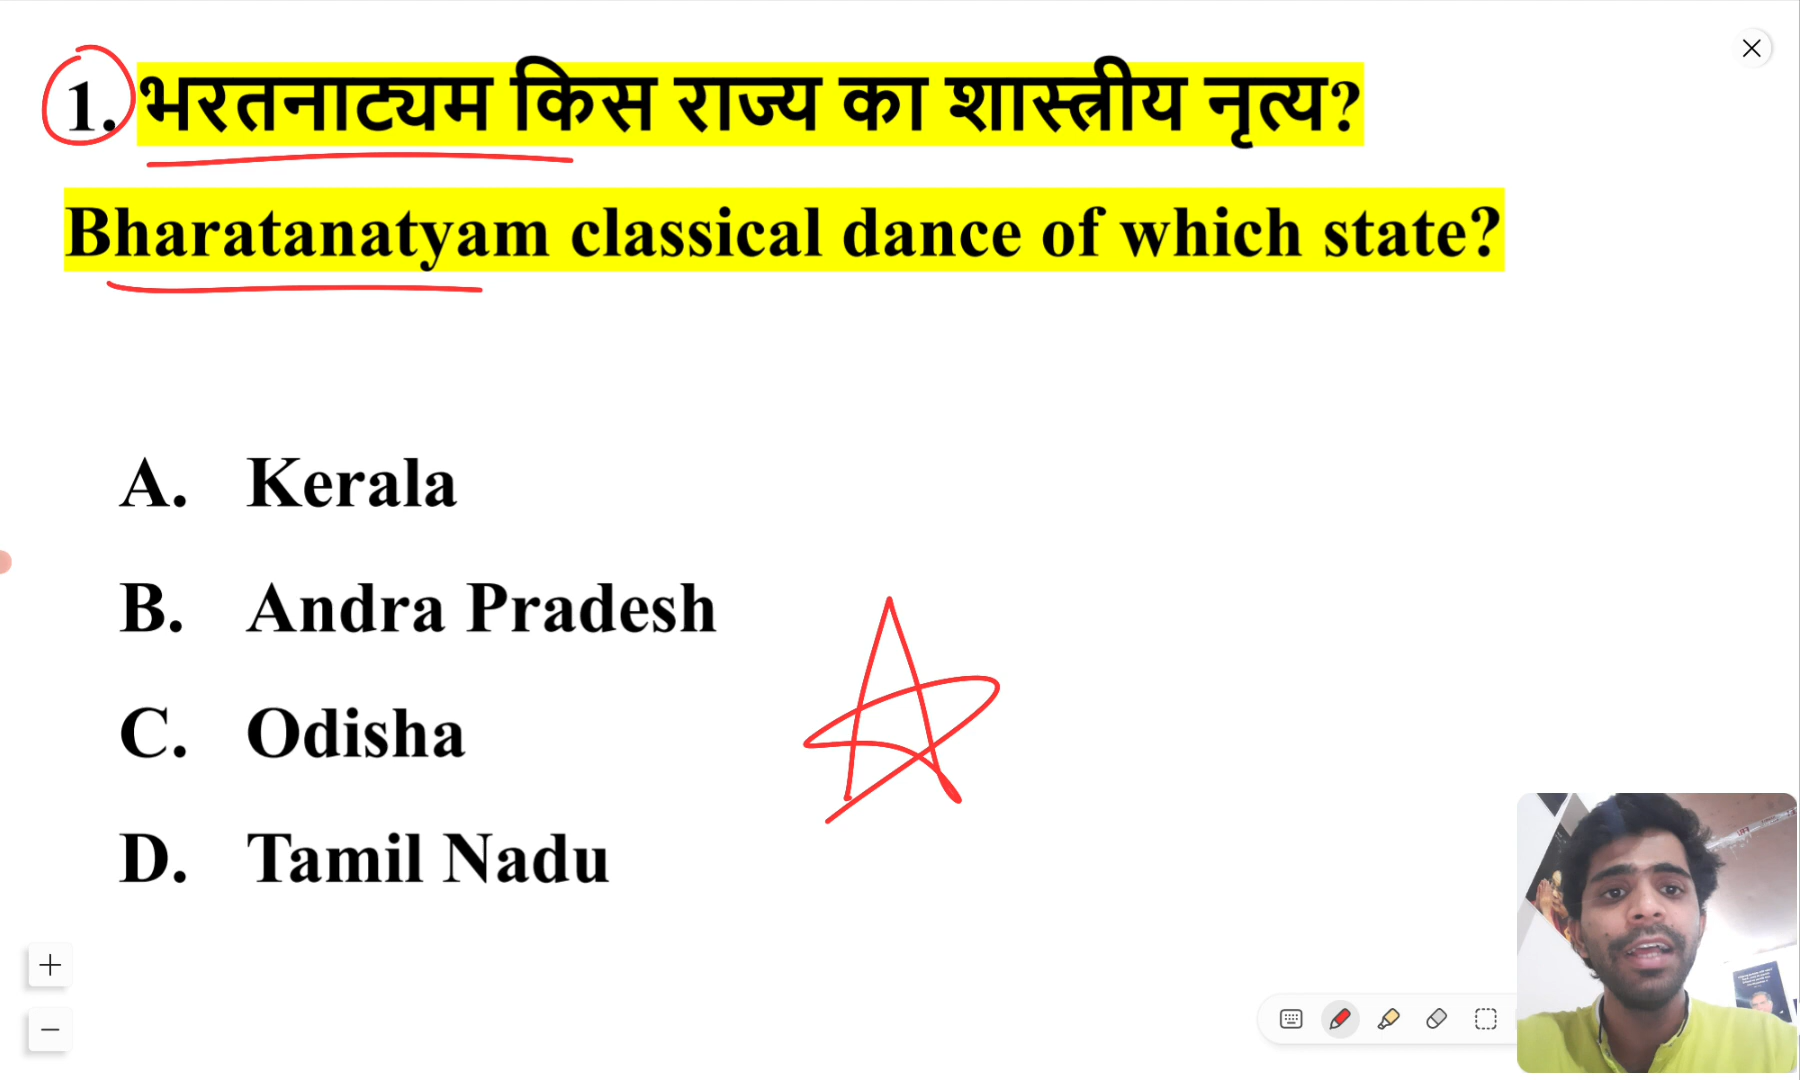 1. भरतनाट्यम किस राज्य का शास्त्रीय नृत्य?
Bharatanatyam classical dance of which state?
A. Kerala
B. Andra Pradesh
C. Odisha
D. Tamil Nadu